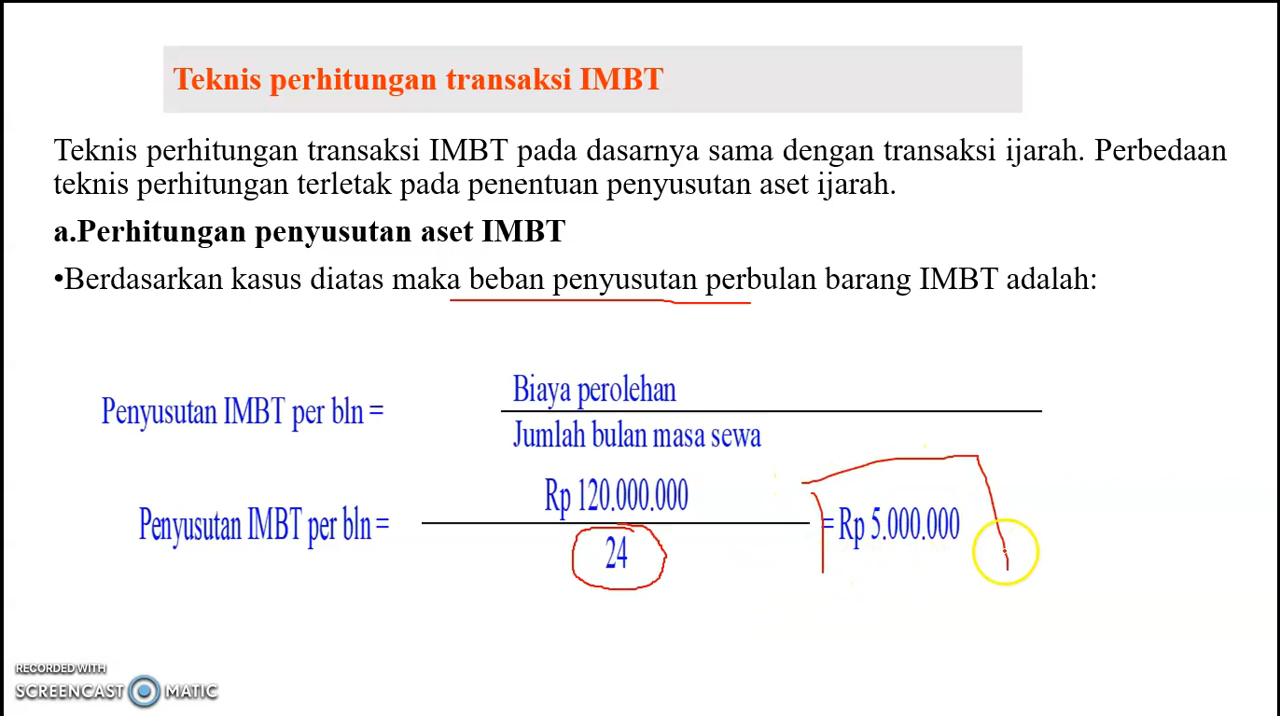 Teknis perhitungan transaksi IMBT
Teknis perhitungan transaksi IMBT pada dasarnya sama dengan transaksi ijarah. Perbedaan
teknis perhitungan terletak pada penentuan penyusutan aset ijarah.
a.Perhitungan penyusutan aset IMBT
•Berdasarkan kasus diatas maka beban penyusutan perbulan barang IMBT adalah:
Biaya perolehan
Penyusutan IMBT per bln =
Jumlah bulan masa sewa
Rp 120.000.000
Penyusutan IMBT per bln = = Rp 5.000.000
24
RECORDED WITH
SCREENCAST MATIC